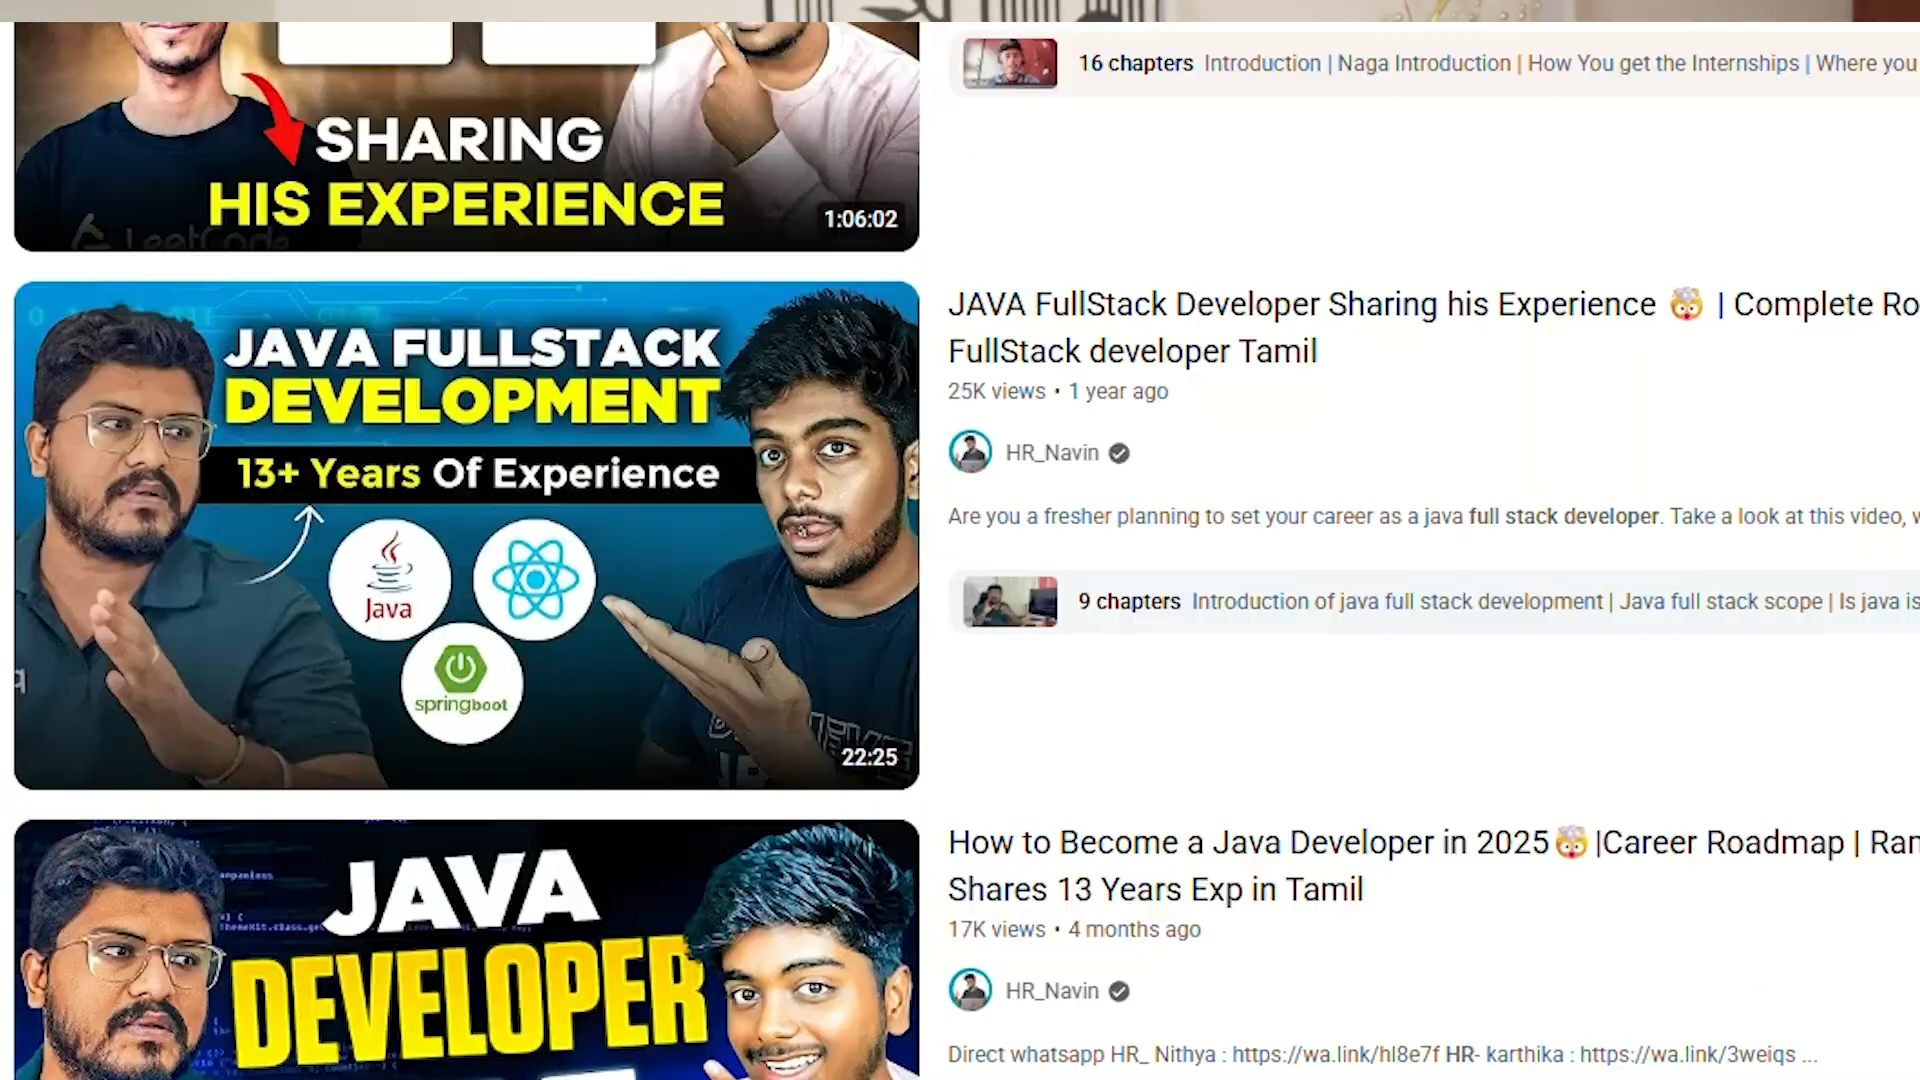 SHARING
HIS EXPERIENCE
LeetCode
1:06:02
16 chapters Introduction | Naga Introduction | How You get the Internships | Where you
JAVA FULLSTACK
DEVELOPMENT
13+ Years Of Experience
Java
springboot
22:25
JAVA FullStack Developer Sharing his Experience 🤯 | Complete Ro
FullStack developer Tamil
25K views • 1 year ago
HR_Navin
Are you a fresher planning to set your career as a java full stack developer. Take a look at this video, w
9 chapters Introduction of java full stack development | Java full stack scope | Is java is
JAVA
DEVELOPER
How to Become a Java Developer in 2025🤯|Career Roadmap | Ram
Shares 13 Years Exp in Tamil
17K views • 4 months ago
HR_Navin
Direct whatsapp HR_ Nithya : https://wa.link/hl8e7f HR- karthika : https://wa.link/3weiqs ...